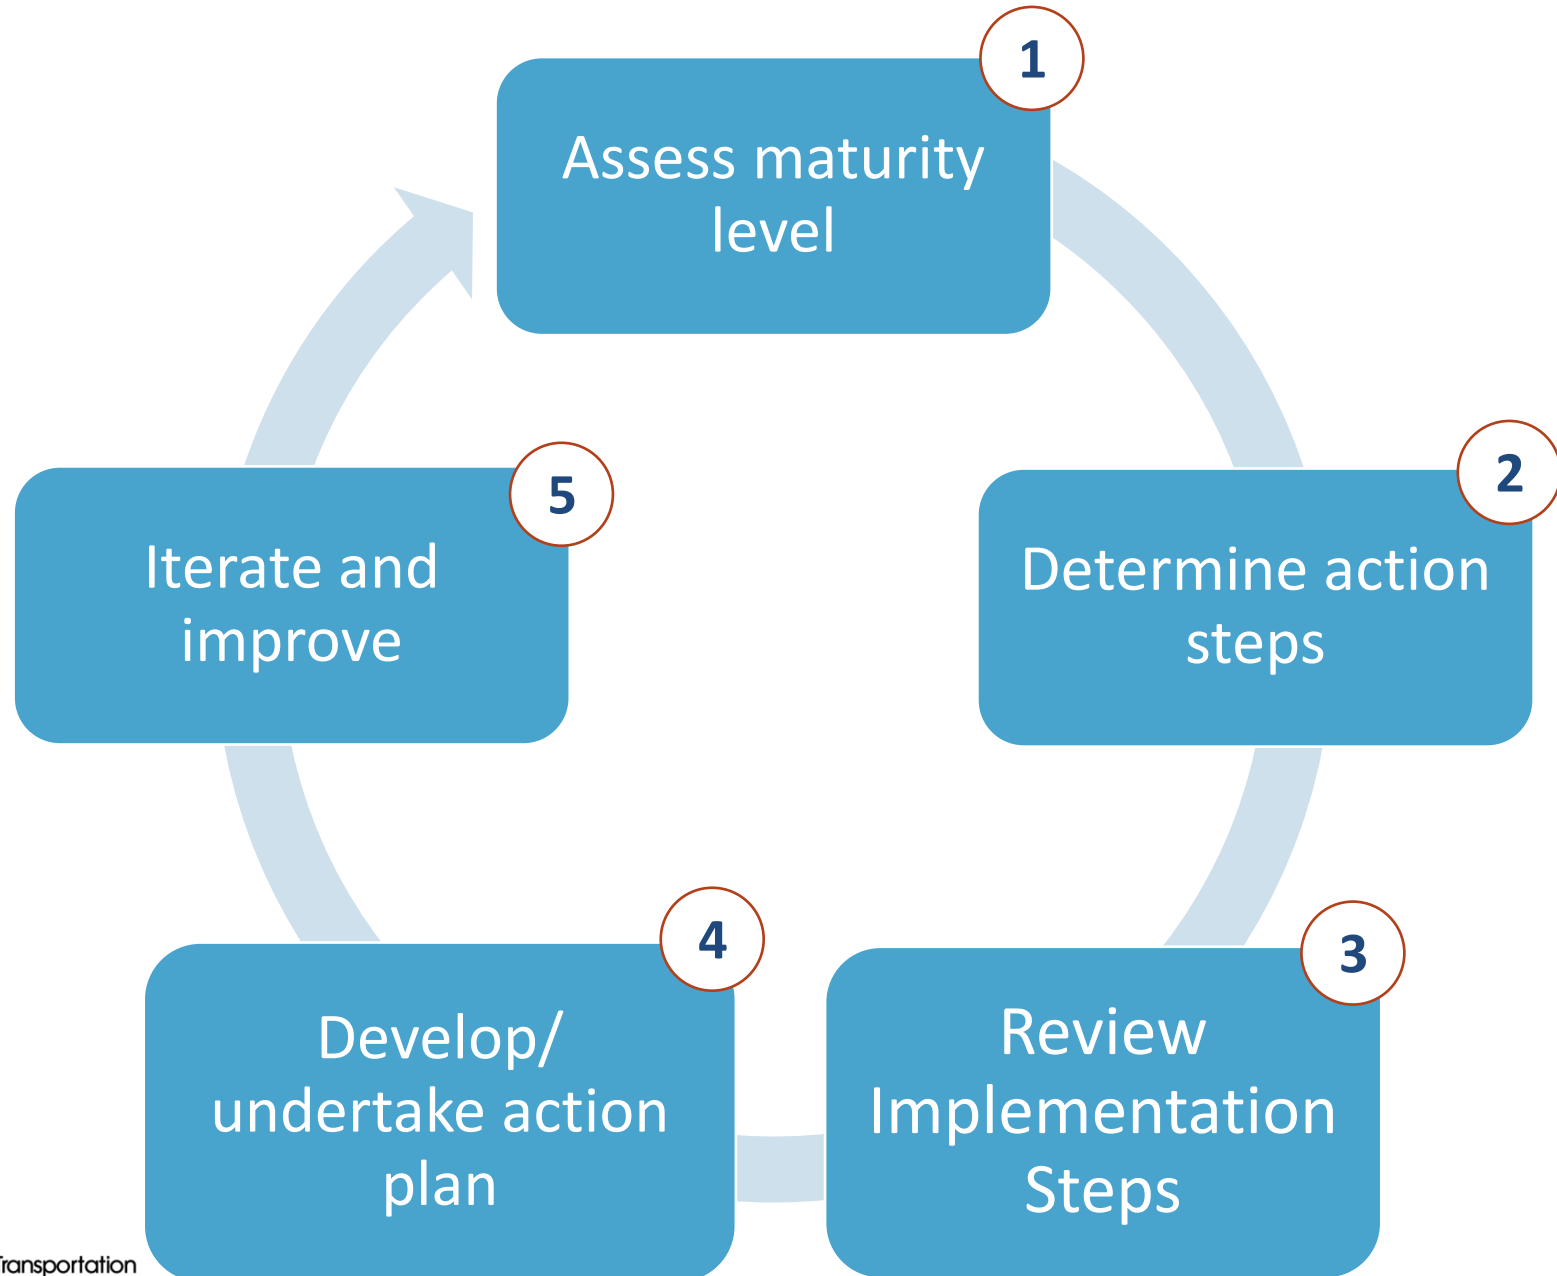 1
Assess maturity
level
2
Determine action
steps
3
Review
Implementation
Steps
4
Develop/
undertake action
plan
5
Iterate and
improve
Transportation